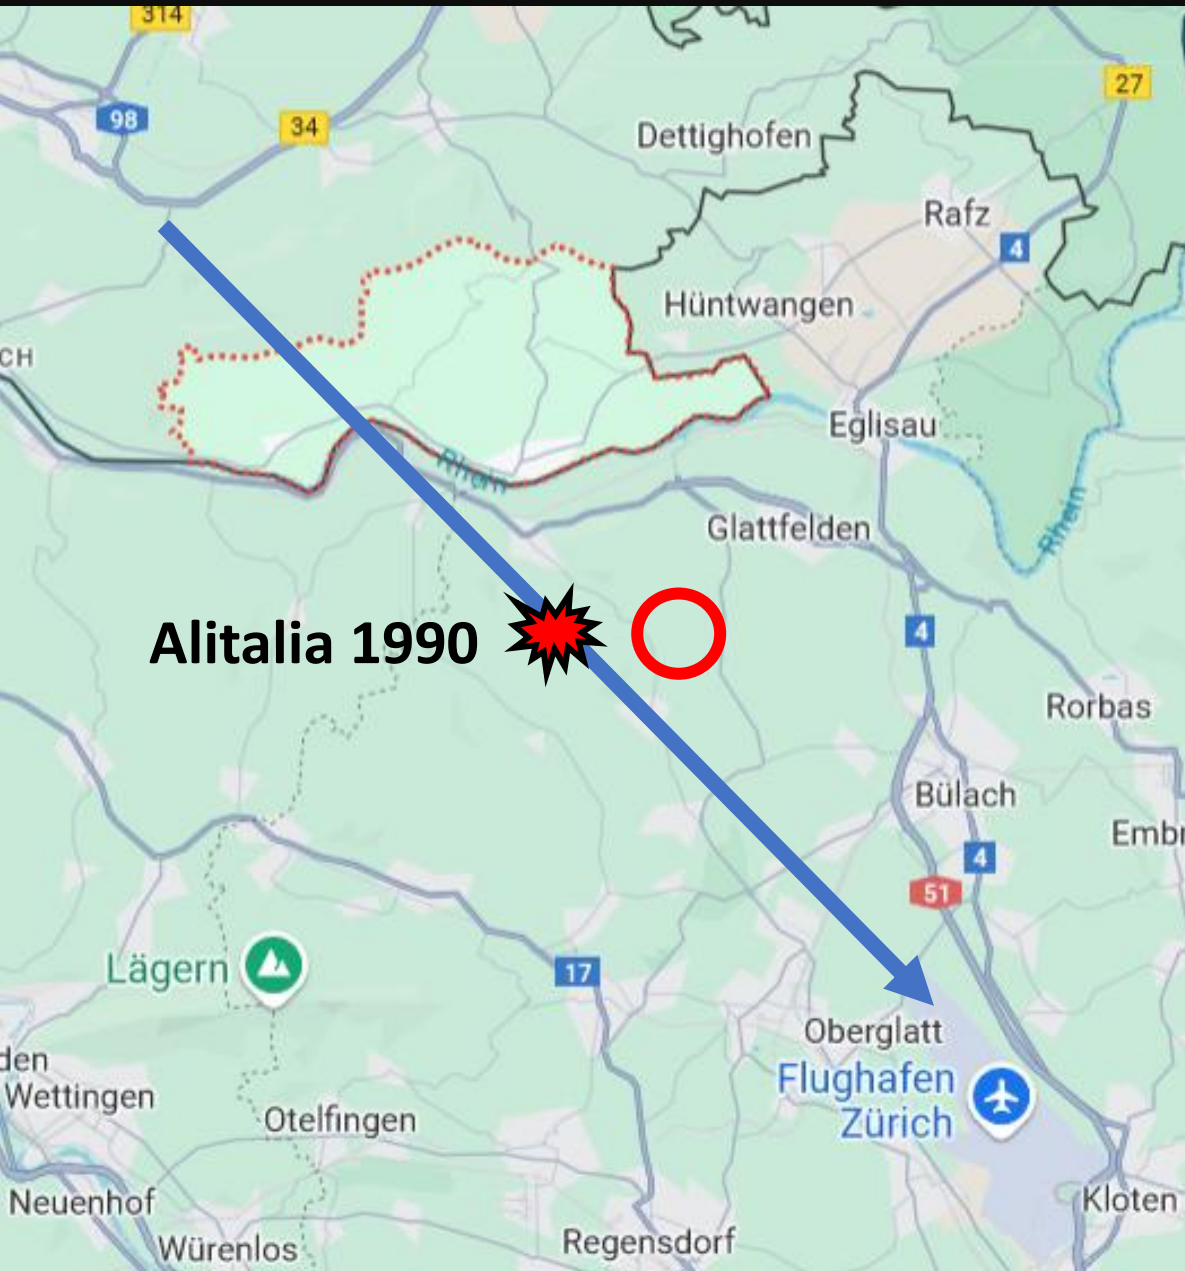 314
98
34
27
Dettighofen
Rafz
4
Hüntwangen
CH
Eglisau
Rhein
Rhein
Glattfelden
Alitalia 1990
4
Rorbas
Bülach
Embr
4
51
Lägern
17
Oberglatt
den
Wettingen
Flughafen
Zürich
Otelfingen
Neuenhof
Kloten
Würenlos
Regensdorf